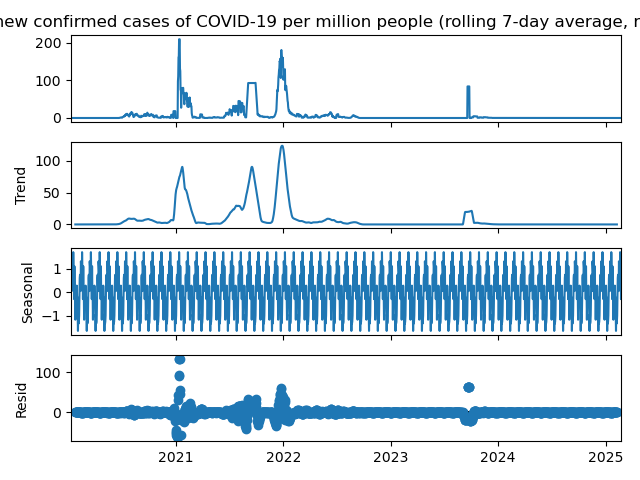 new confirmed cases of COVID-19 per million people (rolling 7-day average, r
200
100
0
Trend
100
50
0
Seasonal
1
0
−1
Resid
100
0
2021 2022 2023 2024 2025